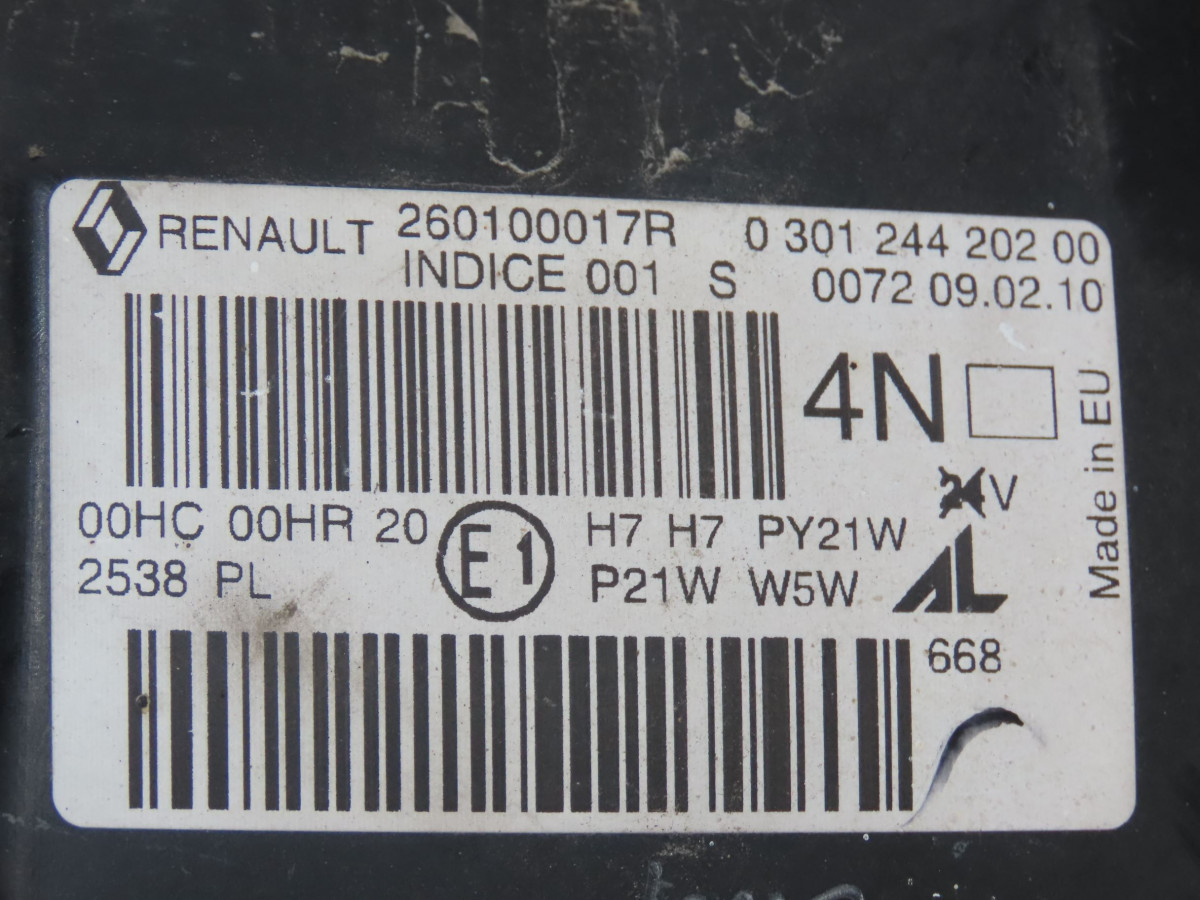 RENAULT 260100017R 0 301 244 202 00
INDICE 001 S 0072 09.02.10
4N
Made in EU
24V
00HC 00HR 20 E1 H7 H7 PY21W
2538 PL P21W W5W AL
668